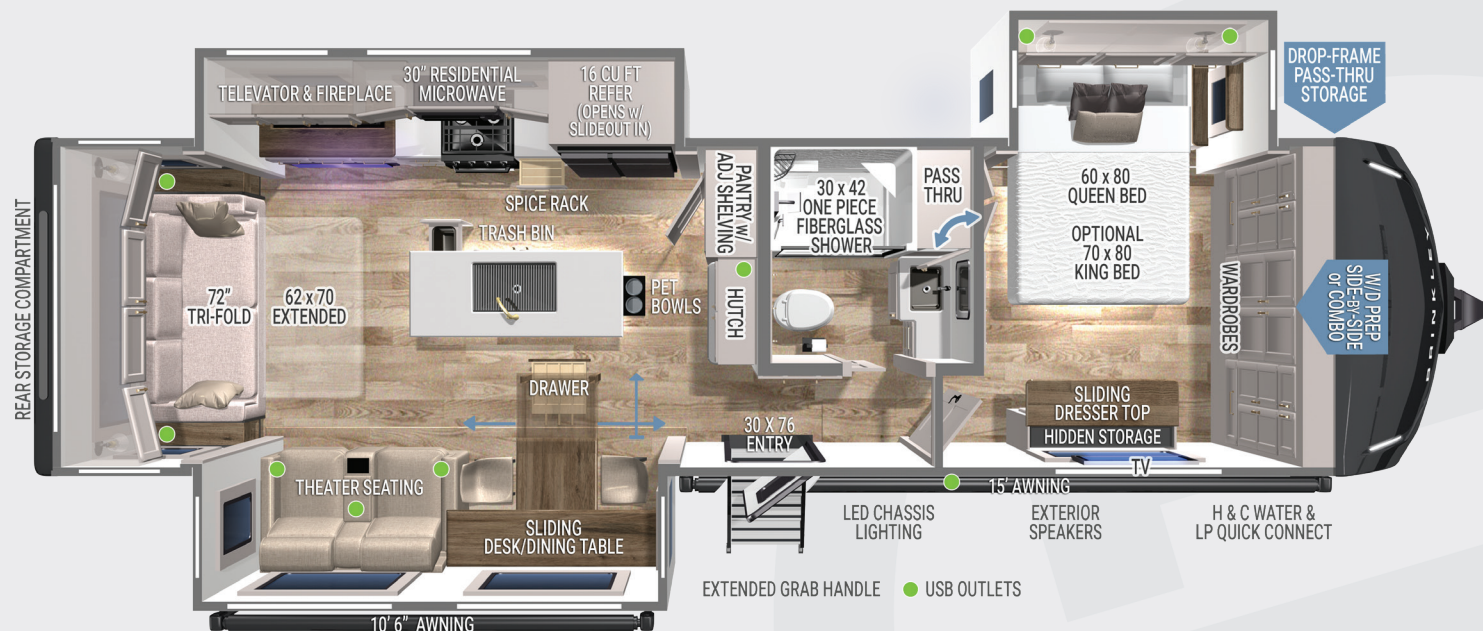 TELEVATOR & FIREPLACE
30" RESIDENTIAL
MICROWAVE
16 CU FT
REFER
(OPENS w/
SLIDEOUT IN)
DROP-FRAME
PASS-THRU
STORAGE
REAR STORAGE COMPARTMENT
SPICE RACK
TRASH BIN
PANTRY w/
ADJ SHELVING
30 x 42
ONE PIECE
FIBERGLASS
SHOWER
PASS
THRU
60 x 80
QUEEN BED
OPTIONAL
70 x 80
KING BED
72"
TRI-FOLD
62 x 70
EXTENDED
PET
BOWLS
HUTCH
WARDROBES
W/D PREP
SIDE-BY-SIDE
or COMBO
BRINKLEY
DRAWER
30 X 76
ENTRY
SLIDING
DRESSER TOP
HIDDEN STORAGE
TV
THEATER SEATING
SLIDING
DESK/DINING TABLE
15' AWNING
LED CHASSIS
LIGHTING
EXTERIOR
SPEAKERS
H & C WATER &
LP QUICK CONNECT
EXTENDED GRAB HANDLE
USB OUTLETS
10' 6" AWNING